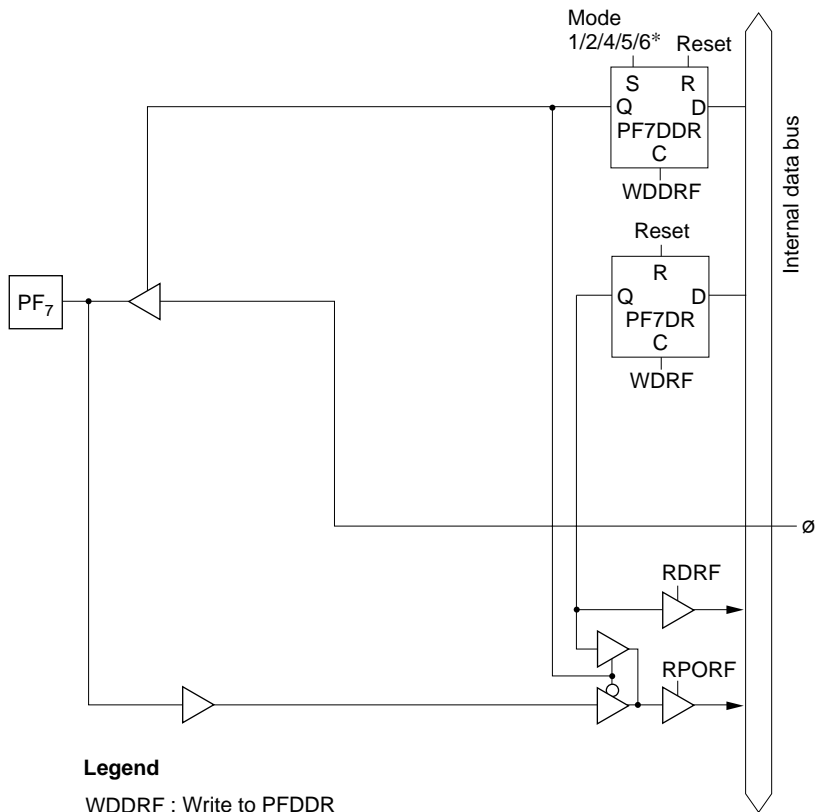 Mode
1/2/4/5/6* Reset
S R
Q D
PF7DDR
C
WDDRF
Internal data bus
Reset
R
Q D
PF7DR
C
WDRF
PF7
ø
RDRF
RPORF
Legend
WDDRF : Write to PFDDR